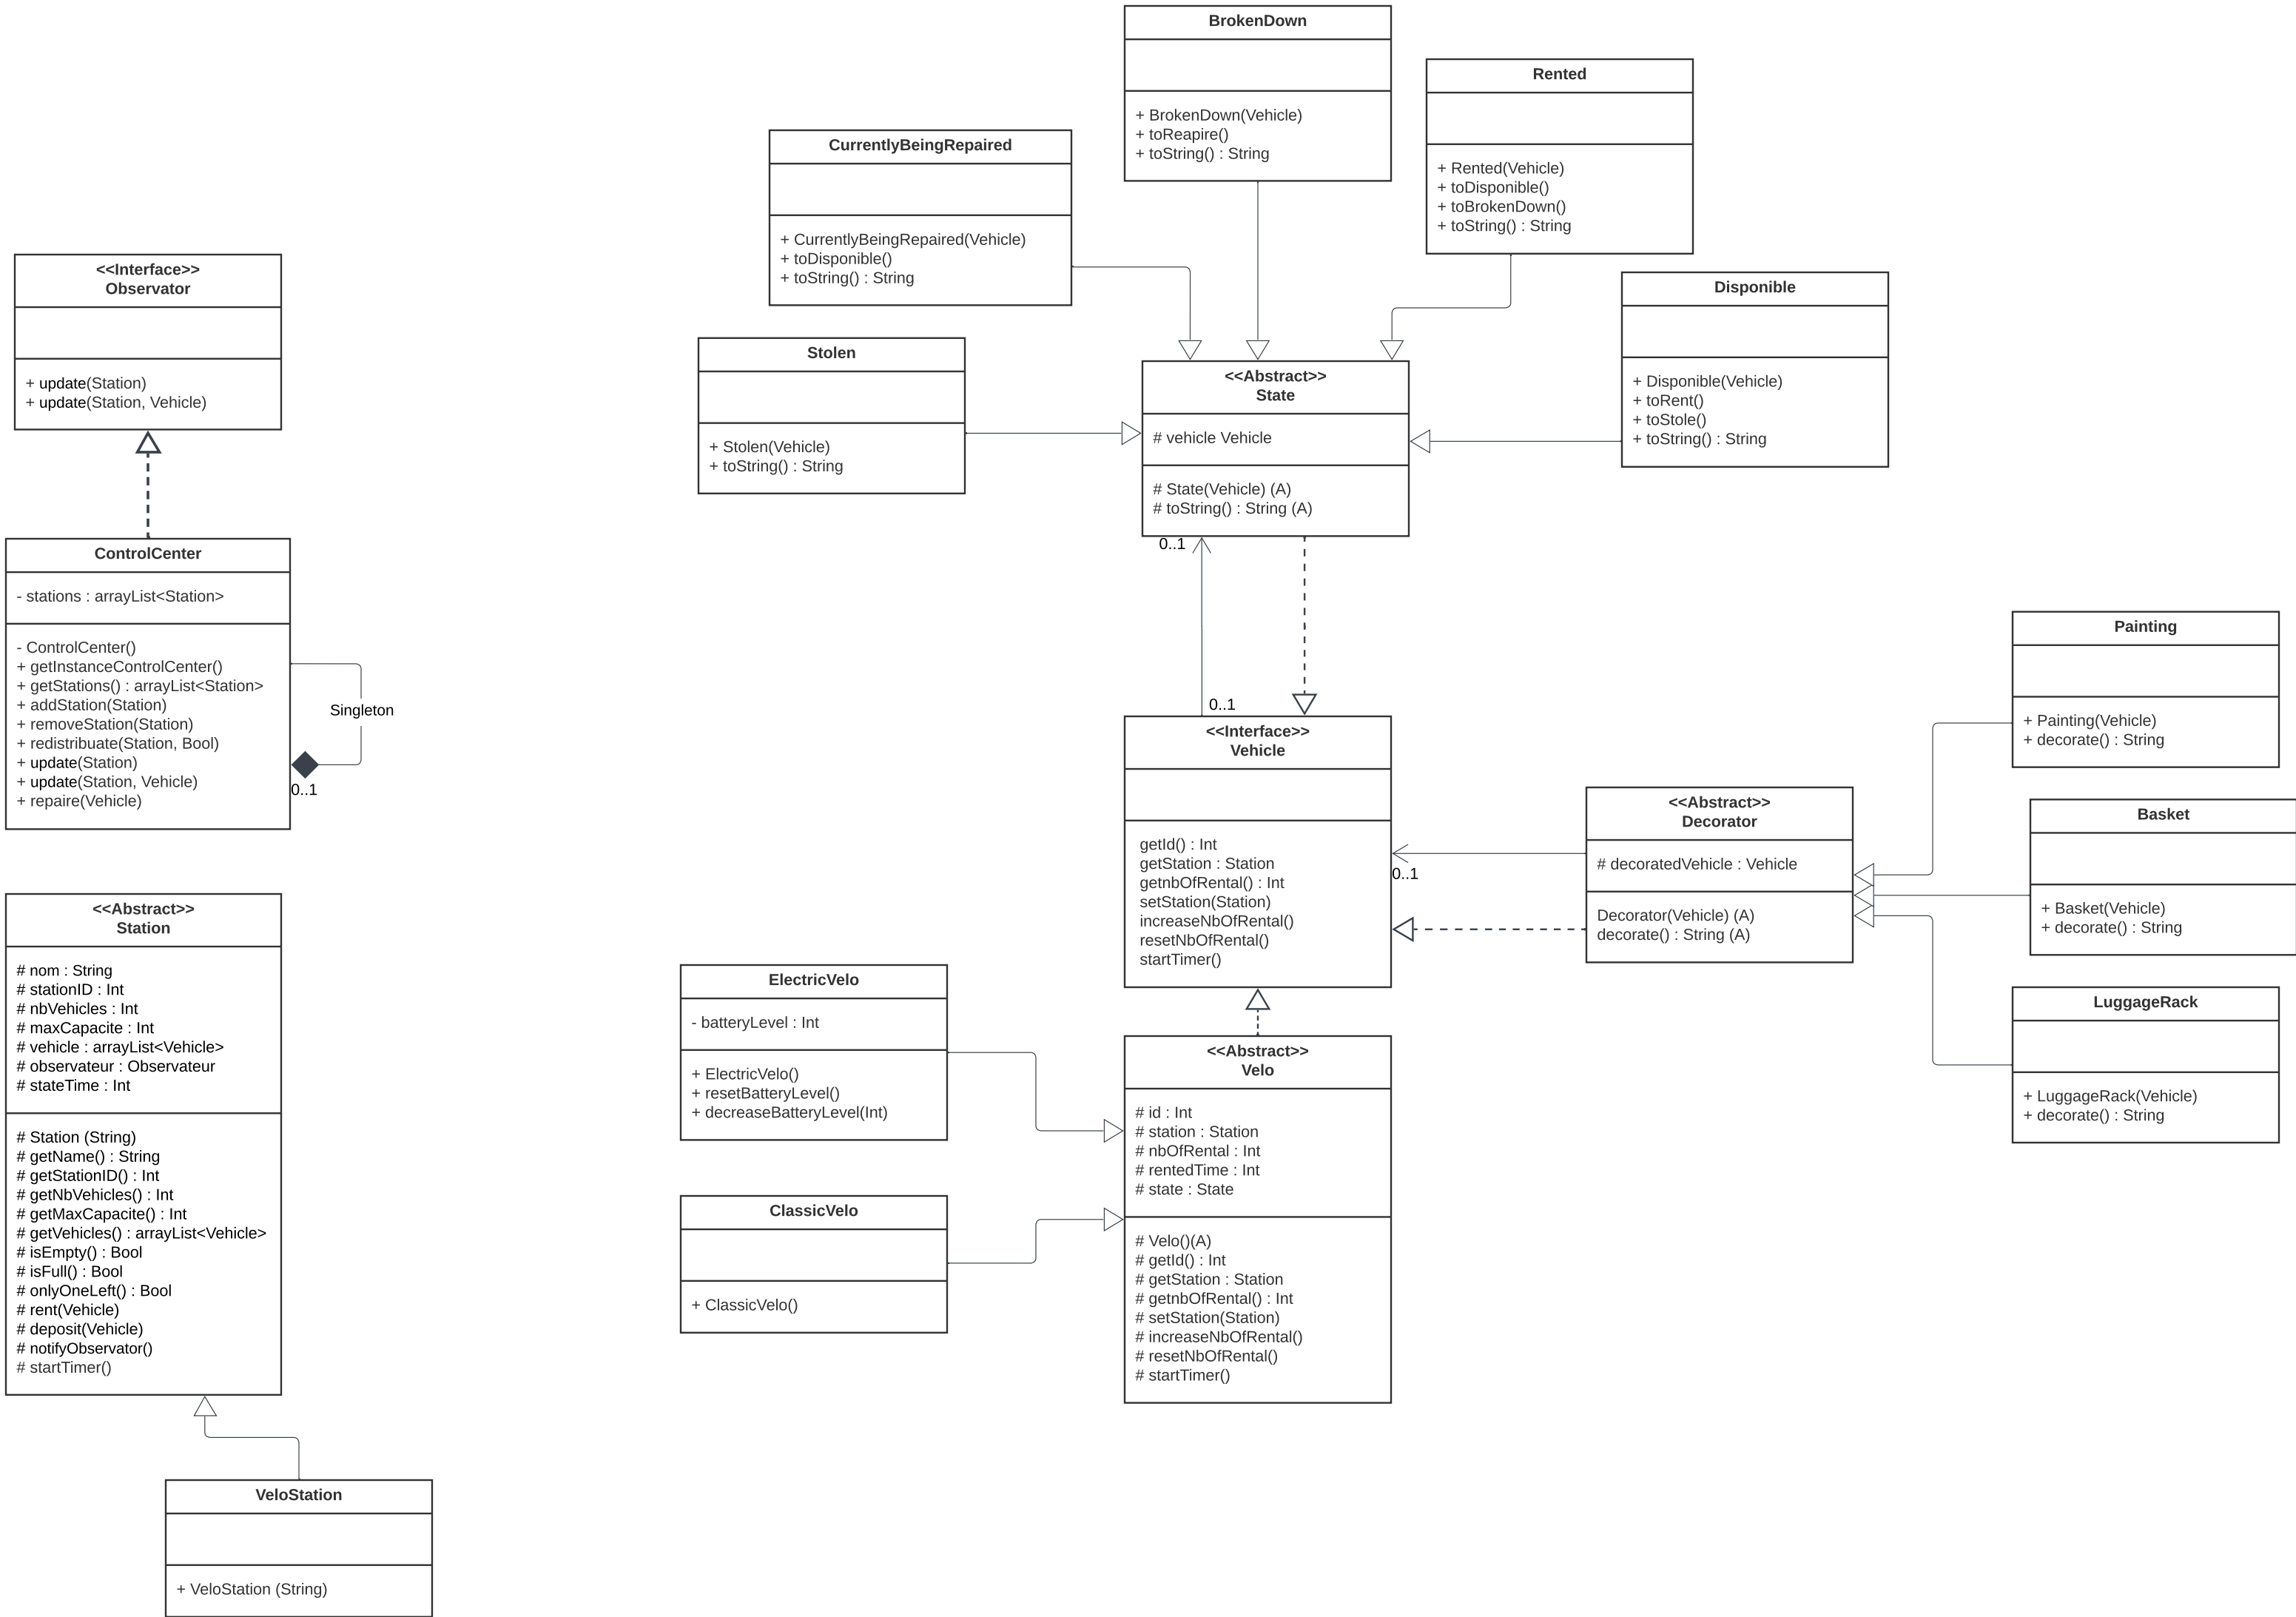 BrokenDown
+ BrokenDown(Vehicle)
+ toReapire()
+ toString() : String
Rented
+ Rented(Vehicle)
+ toDisponible()
+ toBrokenDown()
+ toString() : String
CurrentlyBeingRepaired
+ CurrentlyBeingRepaired(Vehicle)
+ toDisponible()
+ toString() : String
<<Interface>>
Observator
+ update(Station)
+ update(Station, Vehicle)
Disponible
+ Disponible(Vehicle)
+ toRent()
+ toStole()
+ toString() : String
Stolen
+ Stolen(Vehicle)
+ toString() : String
<<Abstract>>
State
# vehicle Vehicle
# State(Vehicle) (A)
# toString() : String (A)
0..1
0..1
ControlCenter
- stations : arrayList<Station>
- ControlCenter()
+ getInstanceControlCenter()
+ getStations() : arrayList<Station>
+ addStation(Station)
+ removeStation(Station)
+ redistribuate(Station, Bool)
+ update(Station)
+ update(Station, Vehicle)
+ repaire(Vehicle)
Singleton
0..1
<<Interface>>
Vehicle
getId() : Int
getStation : Station
getnbOfRental() : Int
setStation(Station)
increaseNbOfRental()
resetNbOfRental()
startTimer()
0..1
<<Abstract>>
Decorator
# decoratedVehicle : Vehicle
Decorator(Vehicle) (A)
decorate() : String (A)
Painting
+ Painting(Vehicle)
+ decorate() : String
Basket
+ Basket(Vehicle)
+ decorate() : String
LuggageRack
+ LuggageRack(Vehicle)
+ decorate() : String
<<Abstract>>
Station
# nom : String
# stationID : Int
# nbVehicles : Int
# maxCapacite : Int
# vehicle : arrayList<Vehicle>
# observateur : Observateur
# stateTime : Int
# Station (String)
# getName() : String
# getStationID() : Int
# getNbVehicles() : Int
# getMaxCapacite() : Int
# getVehicles() : arrayList<Vehicle>
# isEmpty() : Bool
# isFull() : Bool
# onlyOneLeft() : Bool
# rent(Vehicle)
# deposit(Vehicle)
# notifyObservator()
# startTimer()
ElectricVelo
- batteryLevel : Int
+ ElectricVelo()
+ resetBatteryLevel()
+ decreaseBatteryLevel(Int)
ClassicVelo
+ ClassicVelo()
<<Abstract>>
Velo
# id : Int
# station : Station
# nbOfRental : Int
# rentedTime : Int
# state : State
# Velo()(A)
# getId() : Int
# getStation : Station
# getnbOfRental() : Int
# setStation(Station)
# increaseNbOfRental()
# resetNbOfRental()
# startTimer()
VeloStation
+ VeloStation (String)